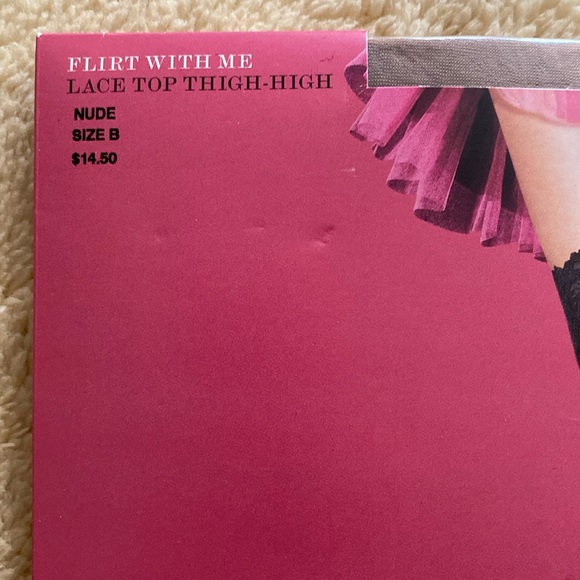 FLIRT WITH ME
LACE TOP THIGH-HIGH
NUDE
SIZE B
$14.50